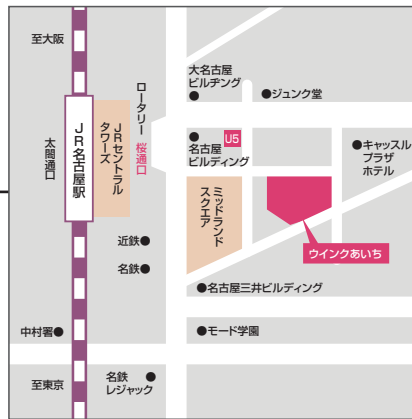 至大阪
大名古屋
ビルヂング
ジュンク堂
ロータリー 桜通口
JRセントラル
タワーズ
JR名古屋駅
太閤通口
U5
名古屋
ビルディング
キャッスル
プラザ
ホテル
ミッドランド
スクエア
近鉄
ウインクあいち
名鉄
名古屋三井ビルディング
中村署
モード学園
至東京
名鉄
レジャック